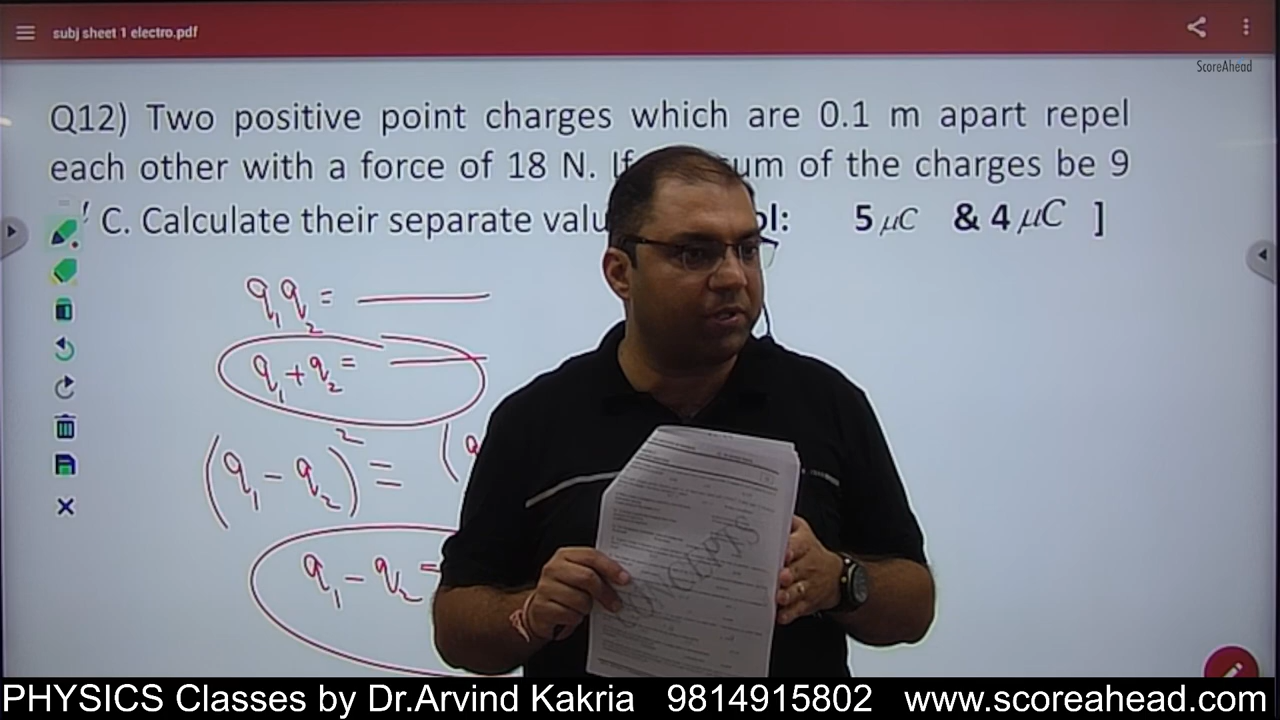 subj sheet 1 electro.pdf
ScoreAhead
Q12) Two positive point charges which are 0.1 m apart repel
each other with a force of 18 N. If sum of the charges be 9
C. Calculate their separate valu ol: 5 μC & 4 μC ]
q₁q₂ =
q₁ + q₂ =
(q₁ - q₂)² = (q
q₁ - q₂ =
CONCEPTS
PHYSICS Classes by Dr.Arvind Kakria 9814915802 www.scoreahead.com